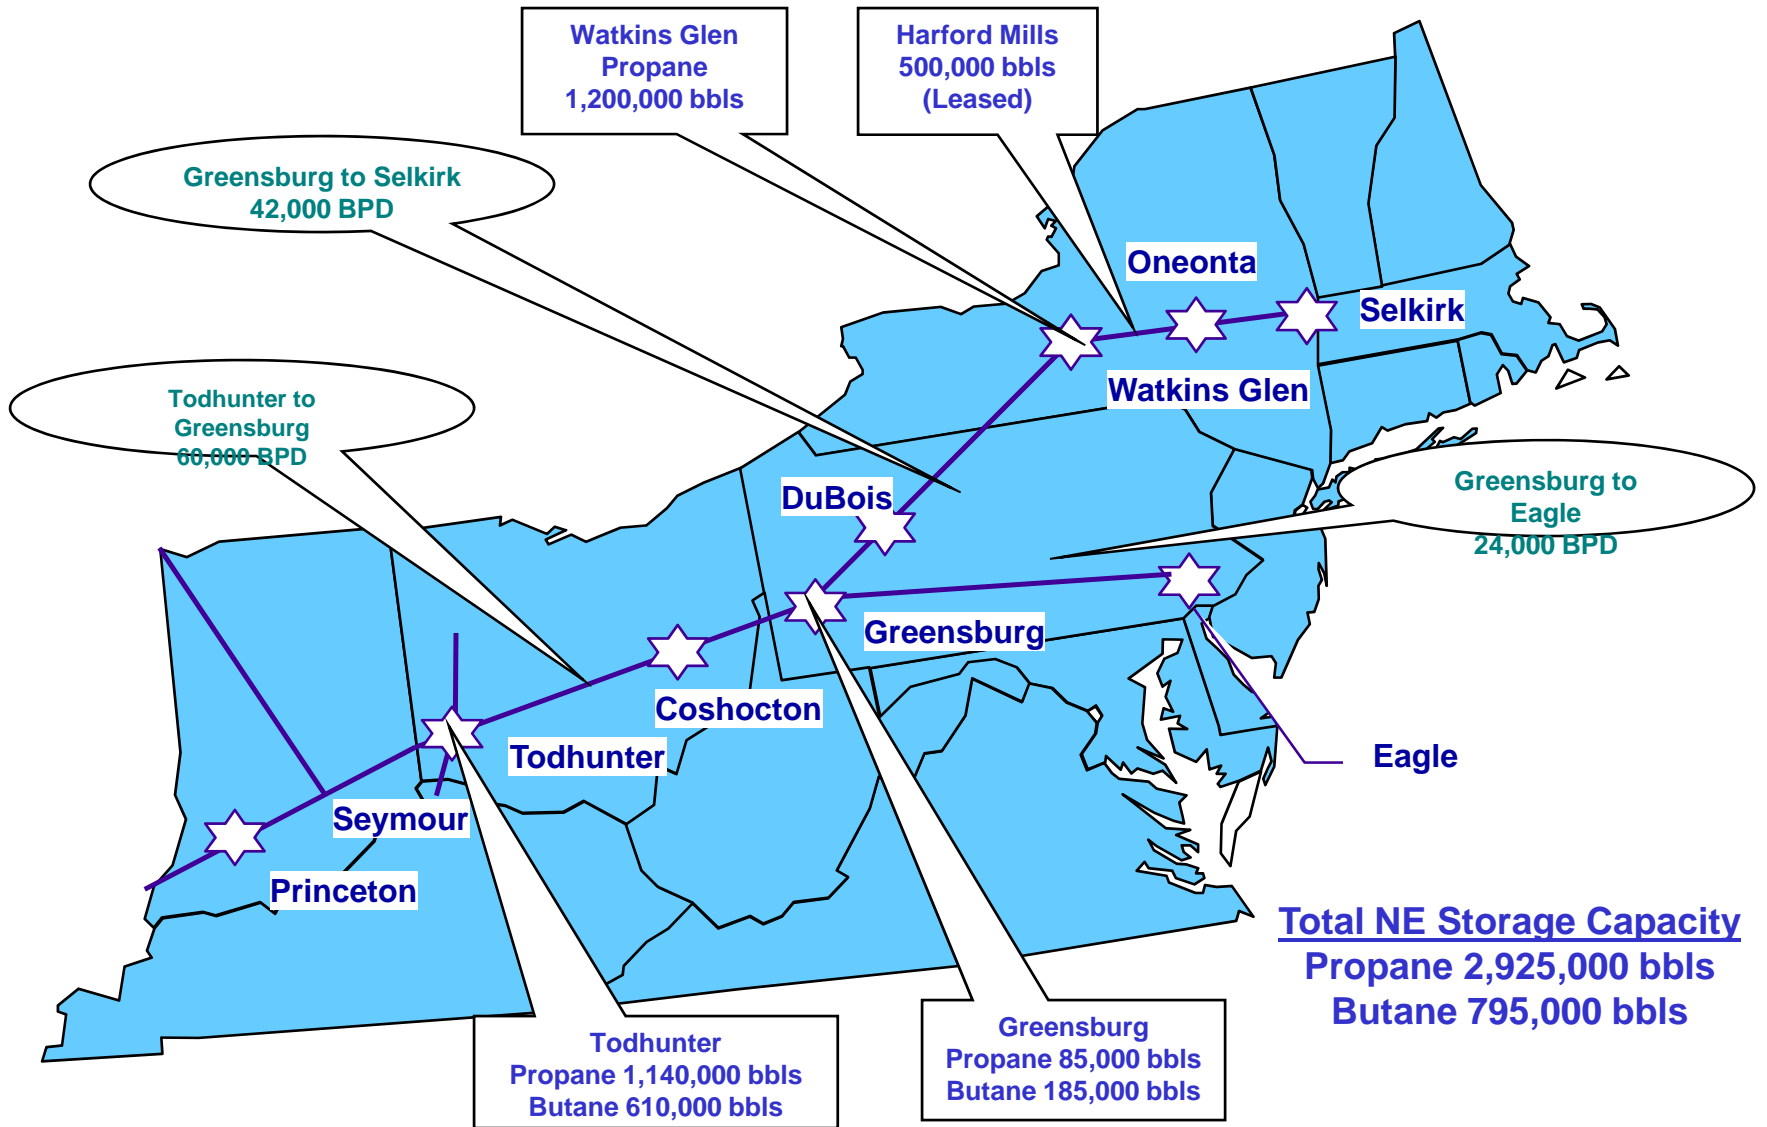 Watkins Glen
Propane
1,200,000 bbls
Harford Mills
500,000 bbls
(Leased)
Greensburg to Selkirk
42,000 BPD
Oneonta
Selkirk
Watkins Glen
Todhunter to
Greensburg
60,000 BPD
DuBois
Greensburg to
Eagle
24,000 BPD
Greensburg
Coshocton
Todhunter
Eagle
Seymour
Princeton
Total NE Storage Capacity
Propane 2,925,000 bbls
Butane 795,000 bbls
Todhunter
Propane 1,140,000 bbls
Butane 610,000 bbls
Greensburg
Propane 85,000 bbls
Butane 185,000 bbls